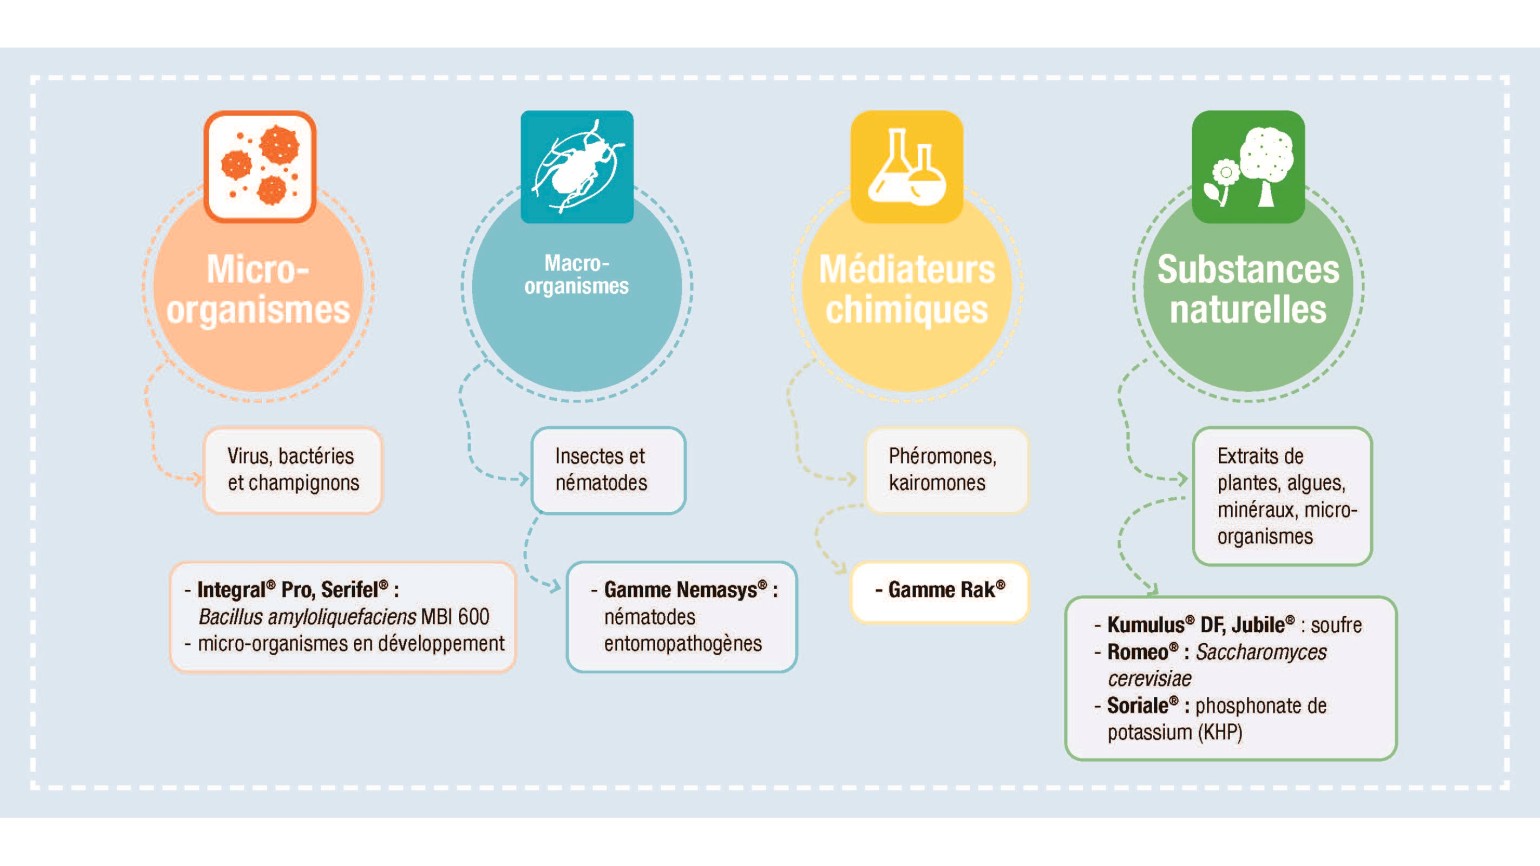 Micro-
organismes
Virus, bactéries
et champignons
- Integral® Pro, Serifel® :
Bacillus amyloliquefaciens MBI 600
- micro-organismes en développement
Macro-
organismes
Insectes et
nématodes
- Gamme Nemasys® :
nématodes
entomopathogènes
Médiateurs
chimiques
Phéromones,
kairomones
- Gamme Rak®
Substances
naturelles
Extraits de
plantes, algues,
minéraux, micro-
organismes
- Kumulus® DF, Jubile® : soufre
- Romeo® : Saccharomyces
cerevisiae
- Soriale® : phosphonate de
potassium (KHP)